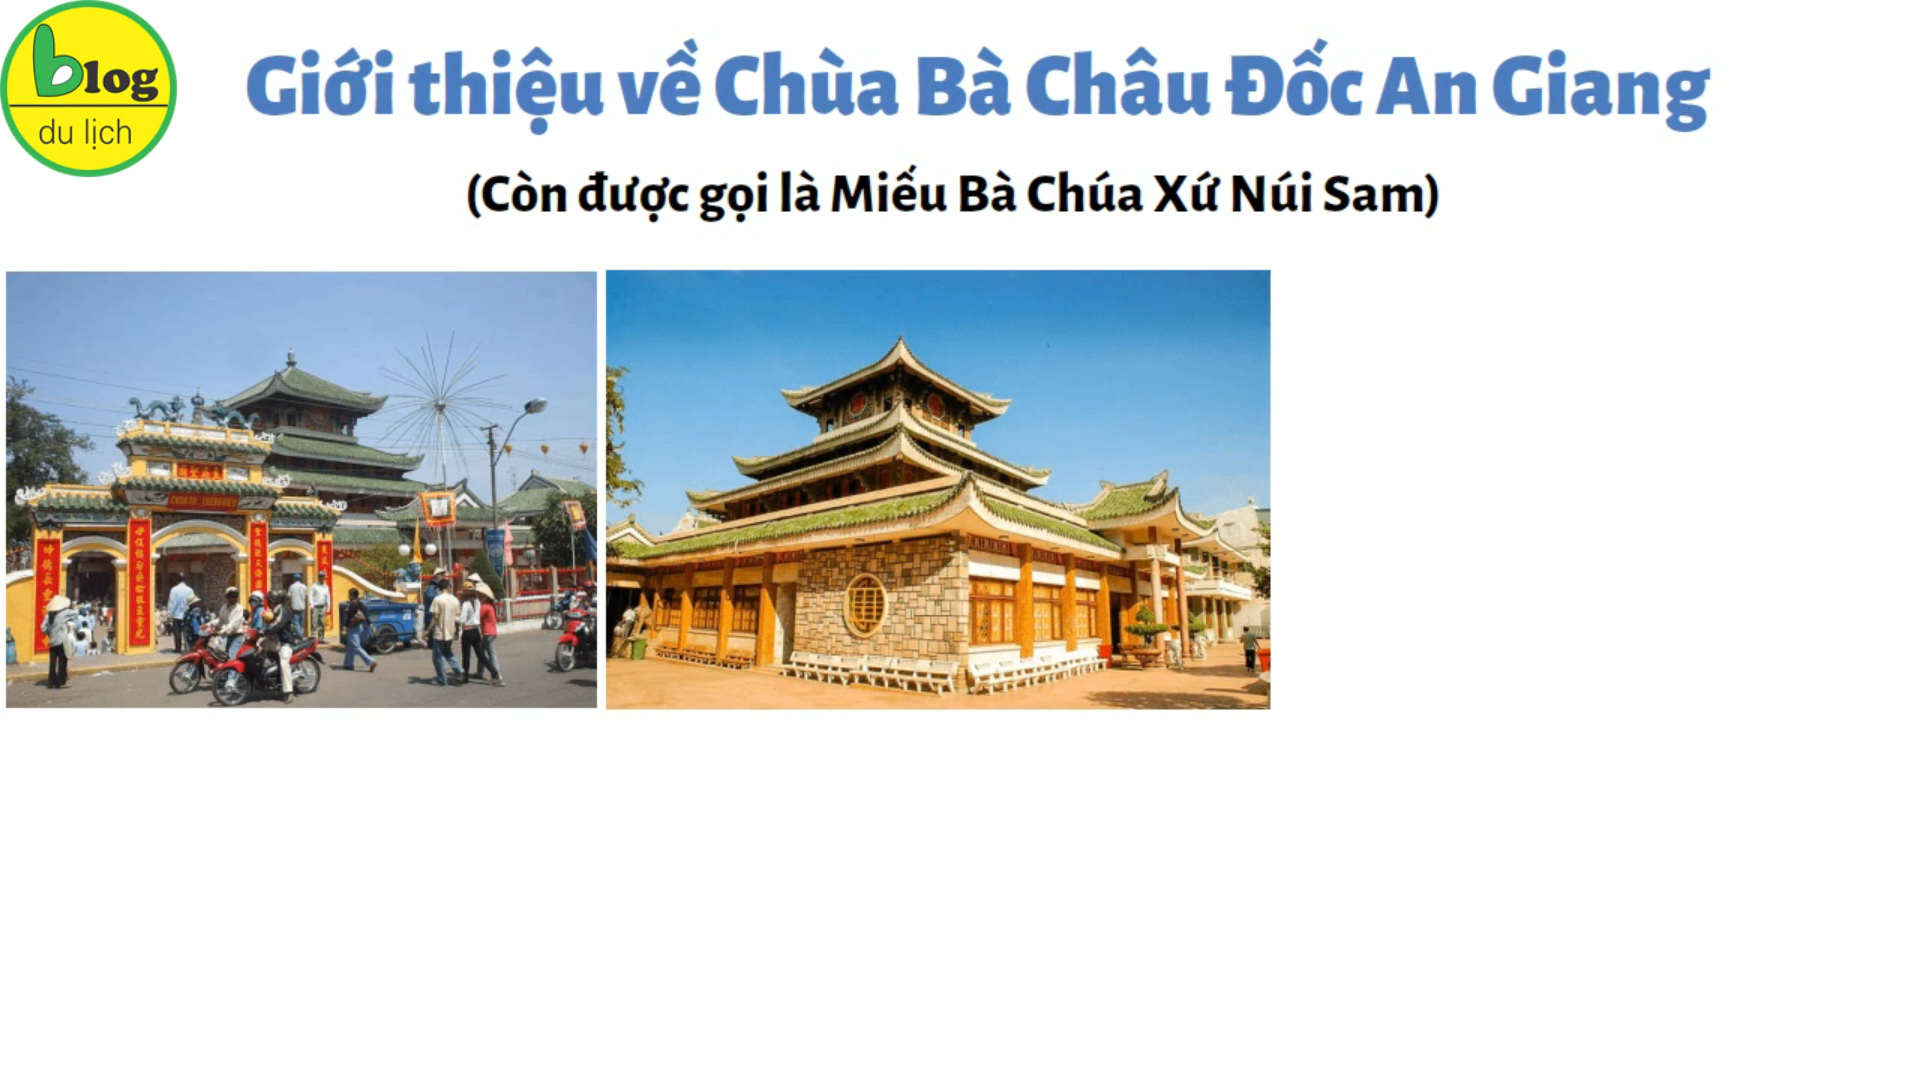 blog
du lịch
Giới thiệu về Chùa Bà Châu Đốc An Giang
(Còn được gọi là Miếu Bà Chúa Xứ Núi Sam)